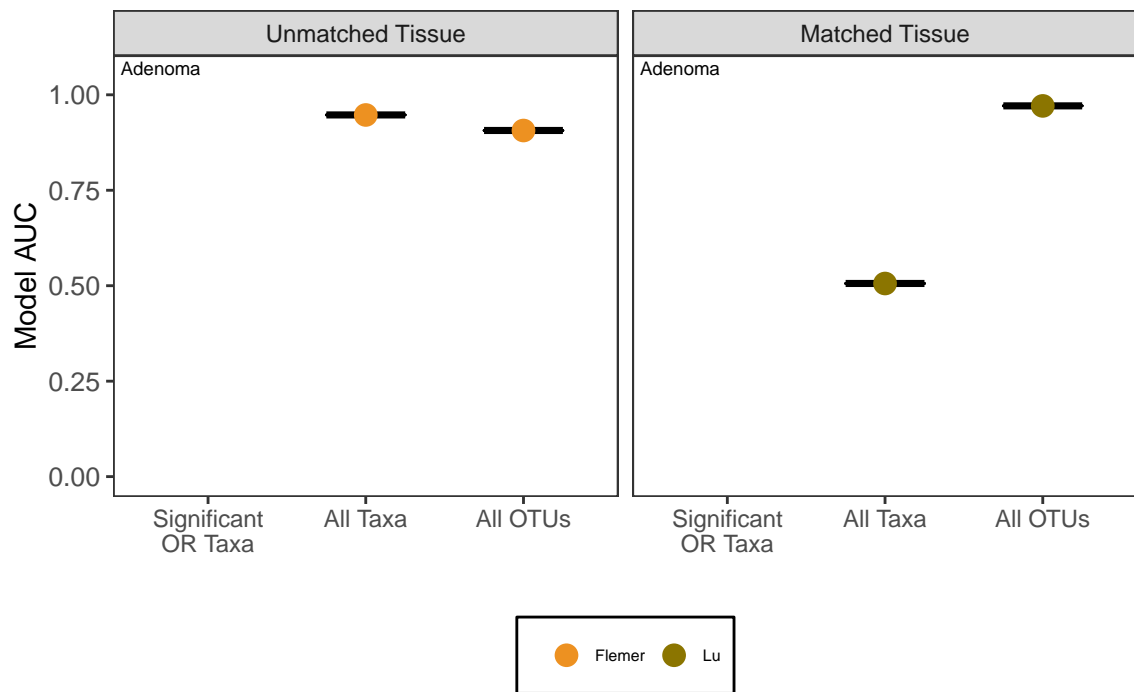 Unmatched Tissue
Matched Tissue
Adenoma
Adenoma
Model AUC
1.00
0.75
0.50
0.25
0.00
Significant
OR Taxa
All Taxa
All OTUs
Significant
OR Taxa
All Taxa
All OTUs
Flemer
Lu